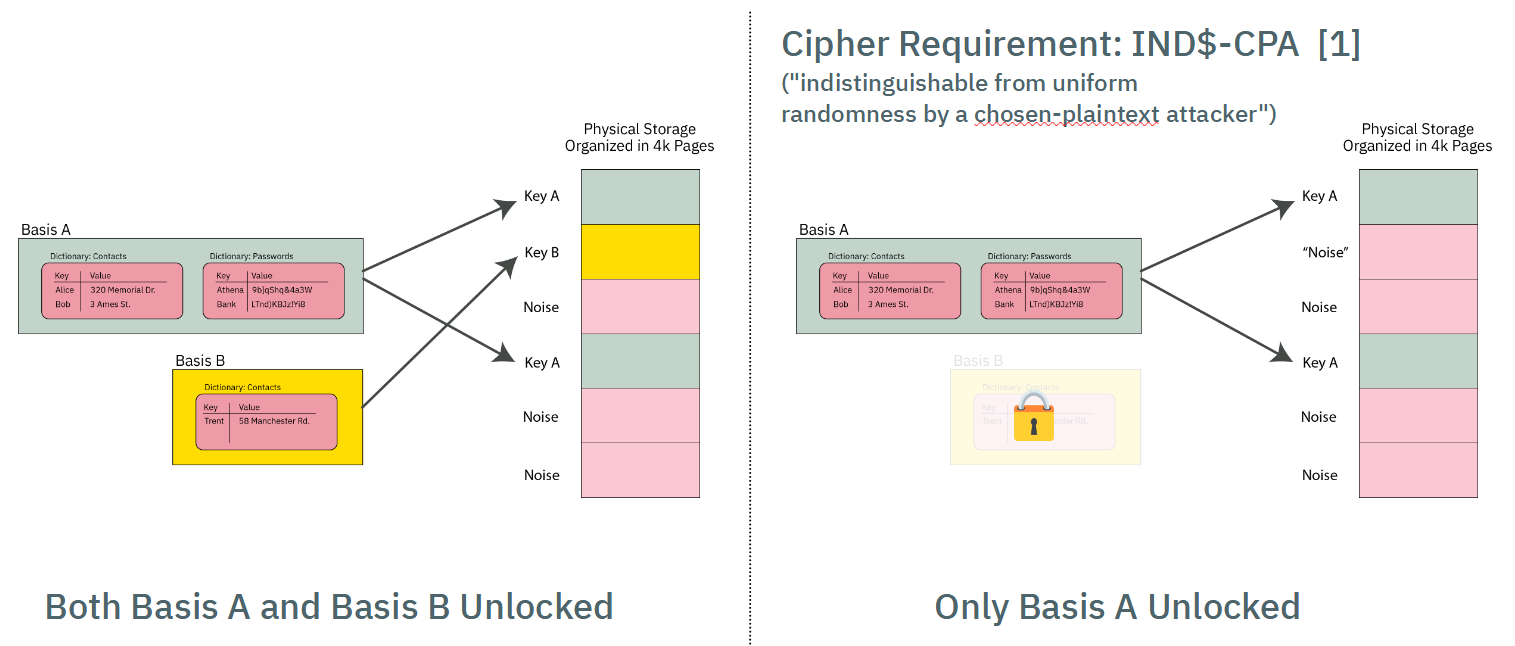 Cipher Requirement: IND$-CPA [1]
("indistinguishable from uniform
randomness by a chosen-plaintext attacker")
Physical Storage
Organized in 4k Pages
Key A
Key B
Noise
Key A
Noise
Noise
Basis A
Dictionary: Contacts
Key Value
Alice 320 Memorial Dr.
Bob 3 Ames St.
Dictionary: Passwords
Key Value
Athena 9b]qShq&4a3W
Bank LTnd)KBJz!Yi8
Basis B
Dictionary: Contacts
Key Value
Trent 58 Manchester Rd.
Both Basis A and Basis B Unlocked
Physical Storage
Organized in 4k Pages
Key A
“Noise”
Noise
Key A
Noise
Noise
Basis A
Dictionary: Contacts
Key Value
Alice 320 Memorial Dr.
Bob 3 Ames St.
Dictionary: Passwords
Key Value
Athena 9b]qShq&4a3W
Bank LTnd)KBJz!Yi8
Basis B
Dictionary: Contacts
Key
Trent 58 Rd.
Only Basis A Unlocked